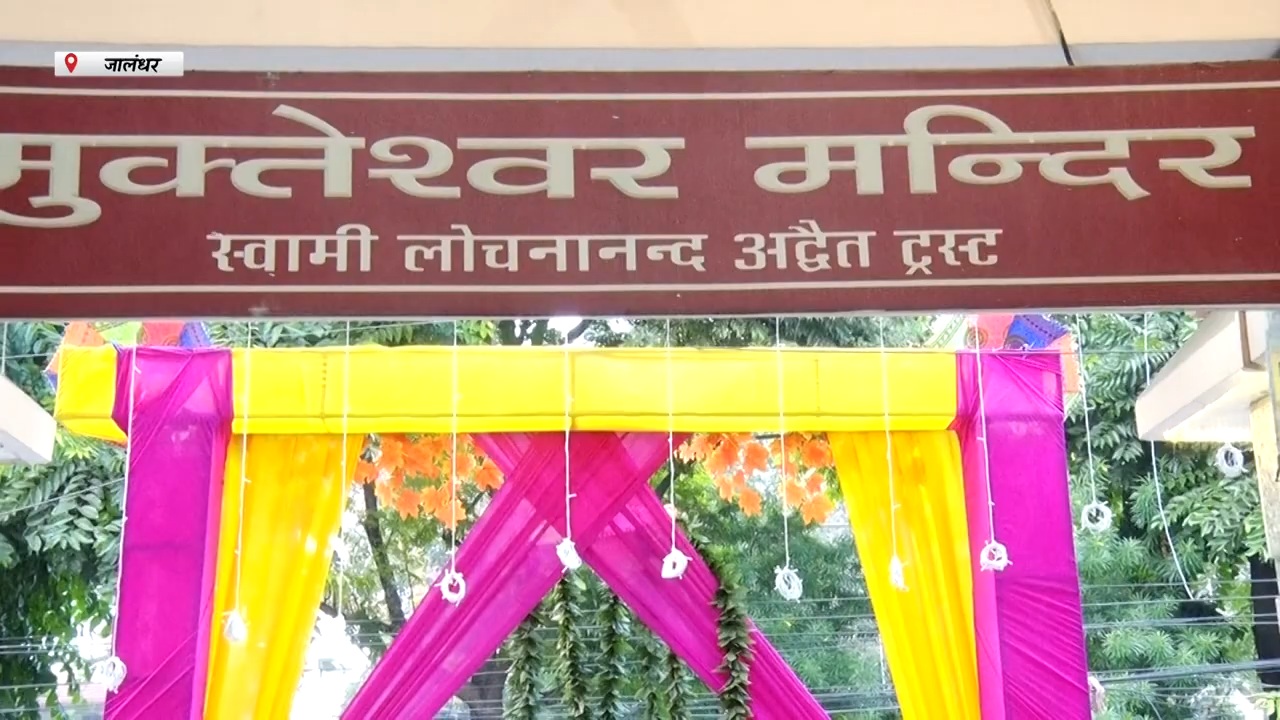 जालंधर
मुक्तेश्वर मन्दिर
स्वामी लोचनानन्द अद्वैत ट्रस्ट